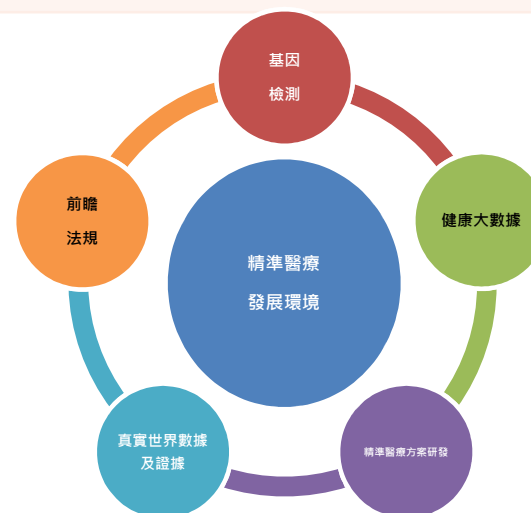 基因
檢測
健康大數據
精準醫療方案研發
真實世界數據
及證據
前瞻
法規
精準醫療
發展環境